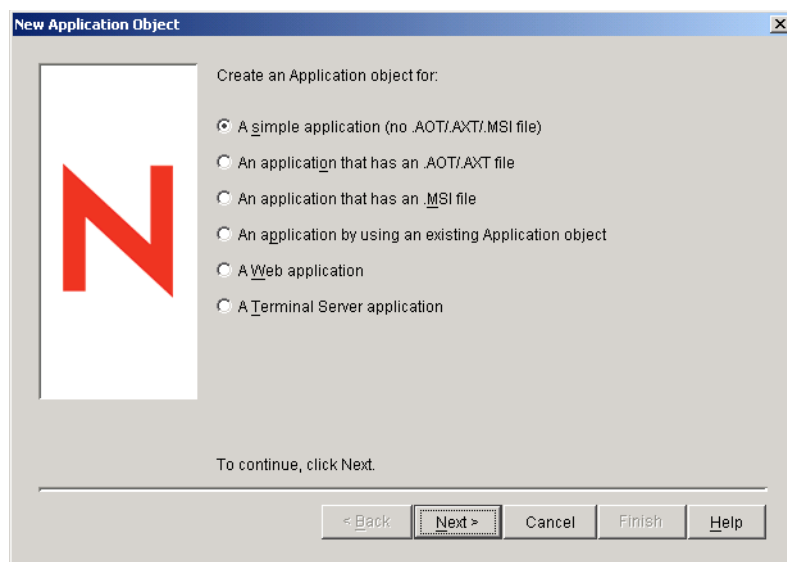 New Application Object
Create an Application object for:
A simple application (no .AOT/.AXT/.MSI file)
An application that has an .AOT/.AXT file
An application that has an .MSI file
An application by using an existing Application object
A Web application
A Terminal Server application
To continue, click Next.
< Back Next > Cancel Finish Help